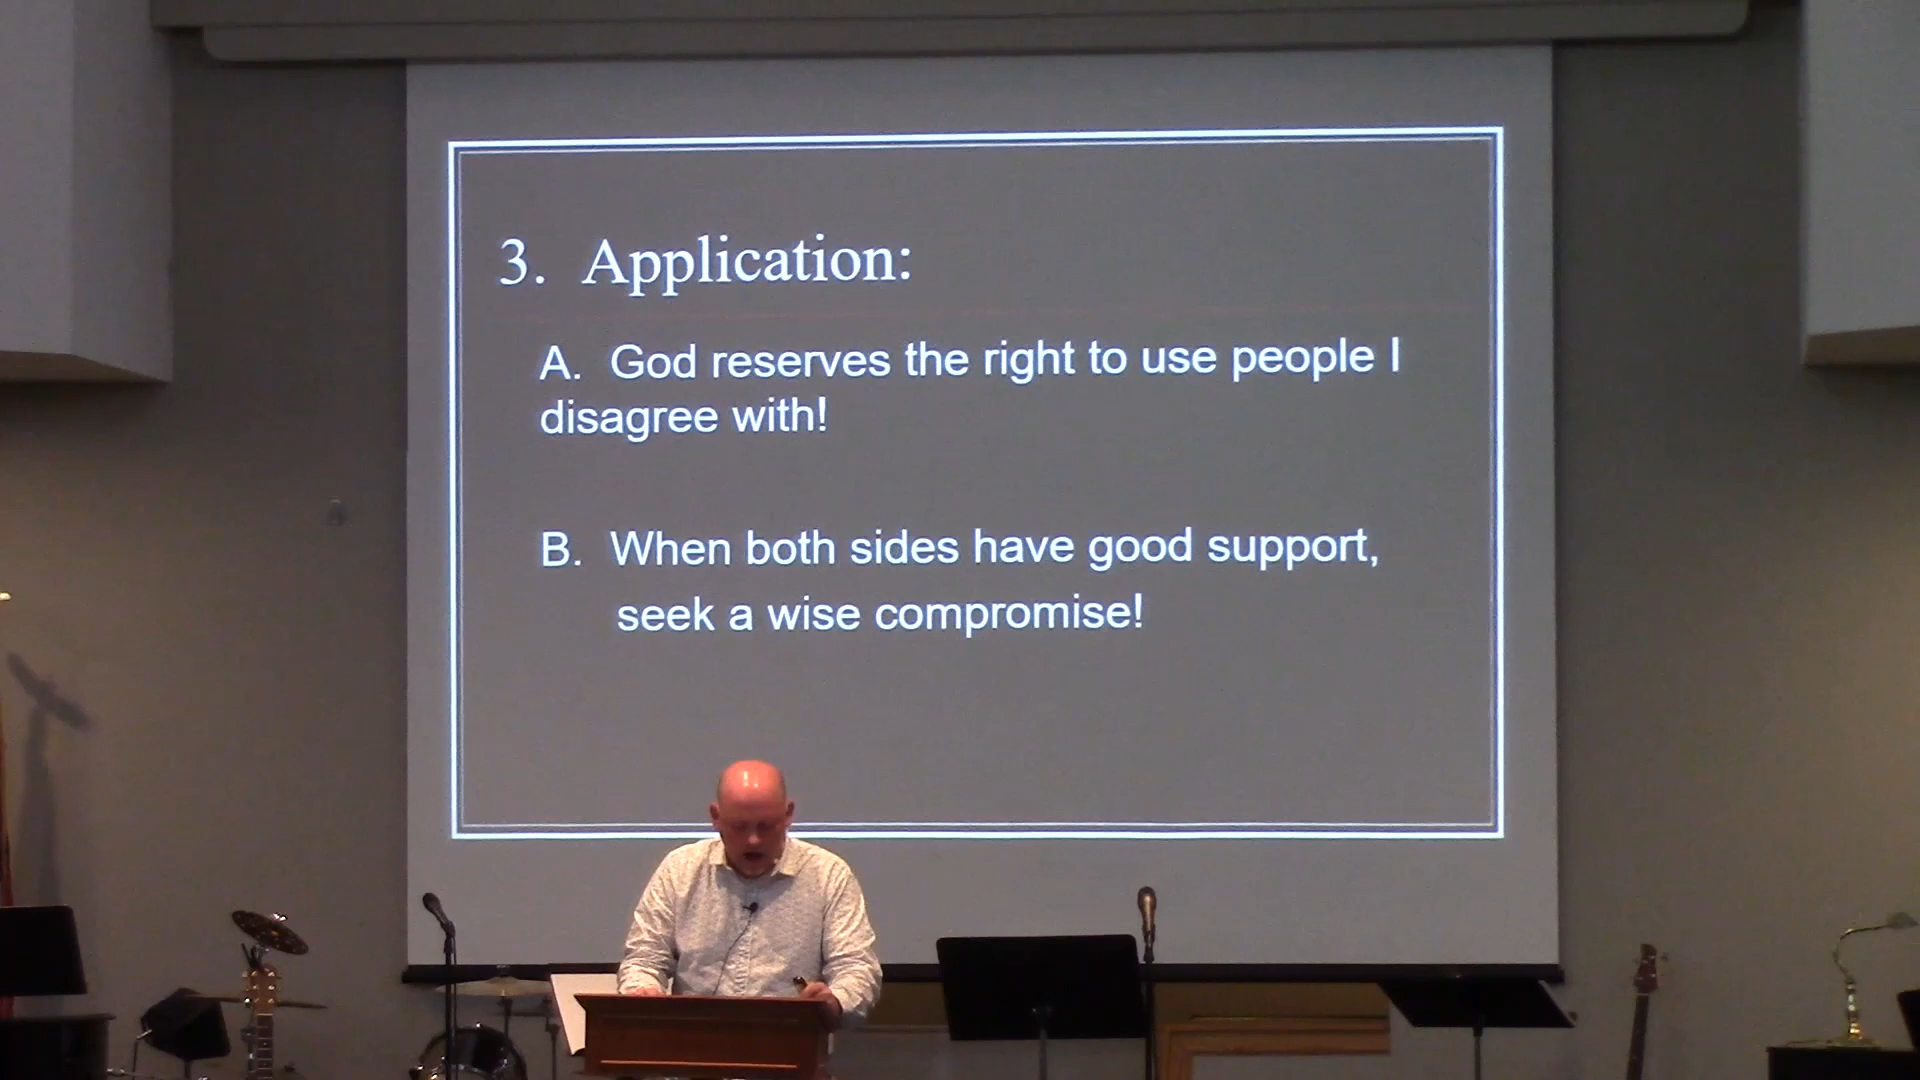 3. Application:
A. God reserves the right to use people I
disagree with!
B. When both sides have good support,
seek a wise compromise!